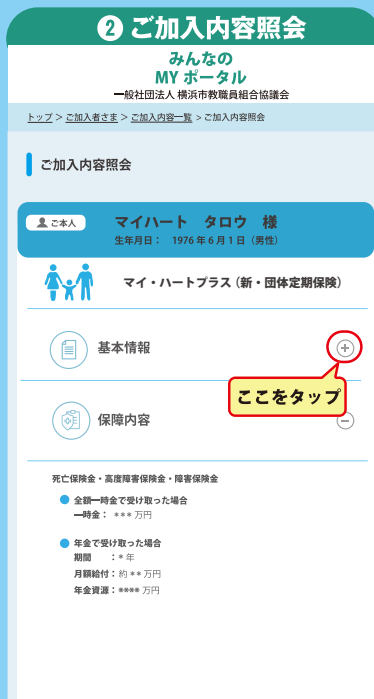 ❷ ご加入内容照会
みんなの
MY ポータル
一般社団法人 横浜市教職員組合協議会
トップ > ご加入者さま > ご加入内容一覧 > ご加入内容照会
ご加入内容照会
ご本人
マイハート　タロウ　様
生年月日：　1976 年 6 月 1 日（男性）
マイ・ハートプラス（新・団体定期保険）
基本情報
ここをタップ
保障内容
死亡保険金・高度障害保険金・障害保険金
全額一時金で受け取った場合
一時金： *** 万円
年金で受け取った場合
期間　　：* 年
月額給付：約 ** 万円
年金資源：**** 万円